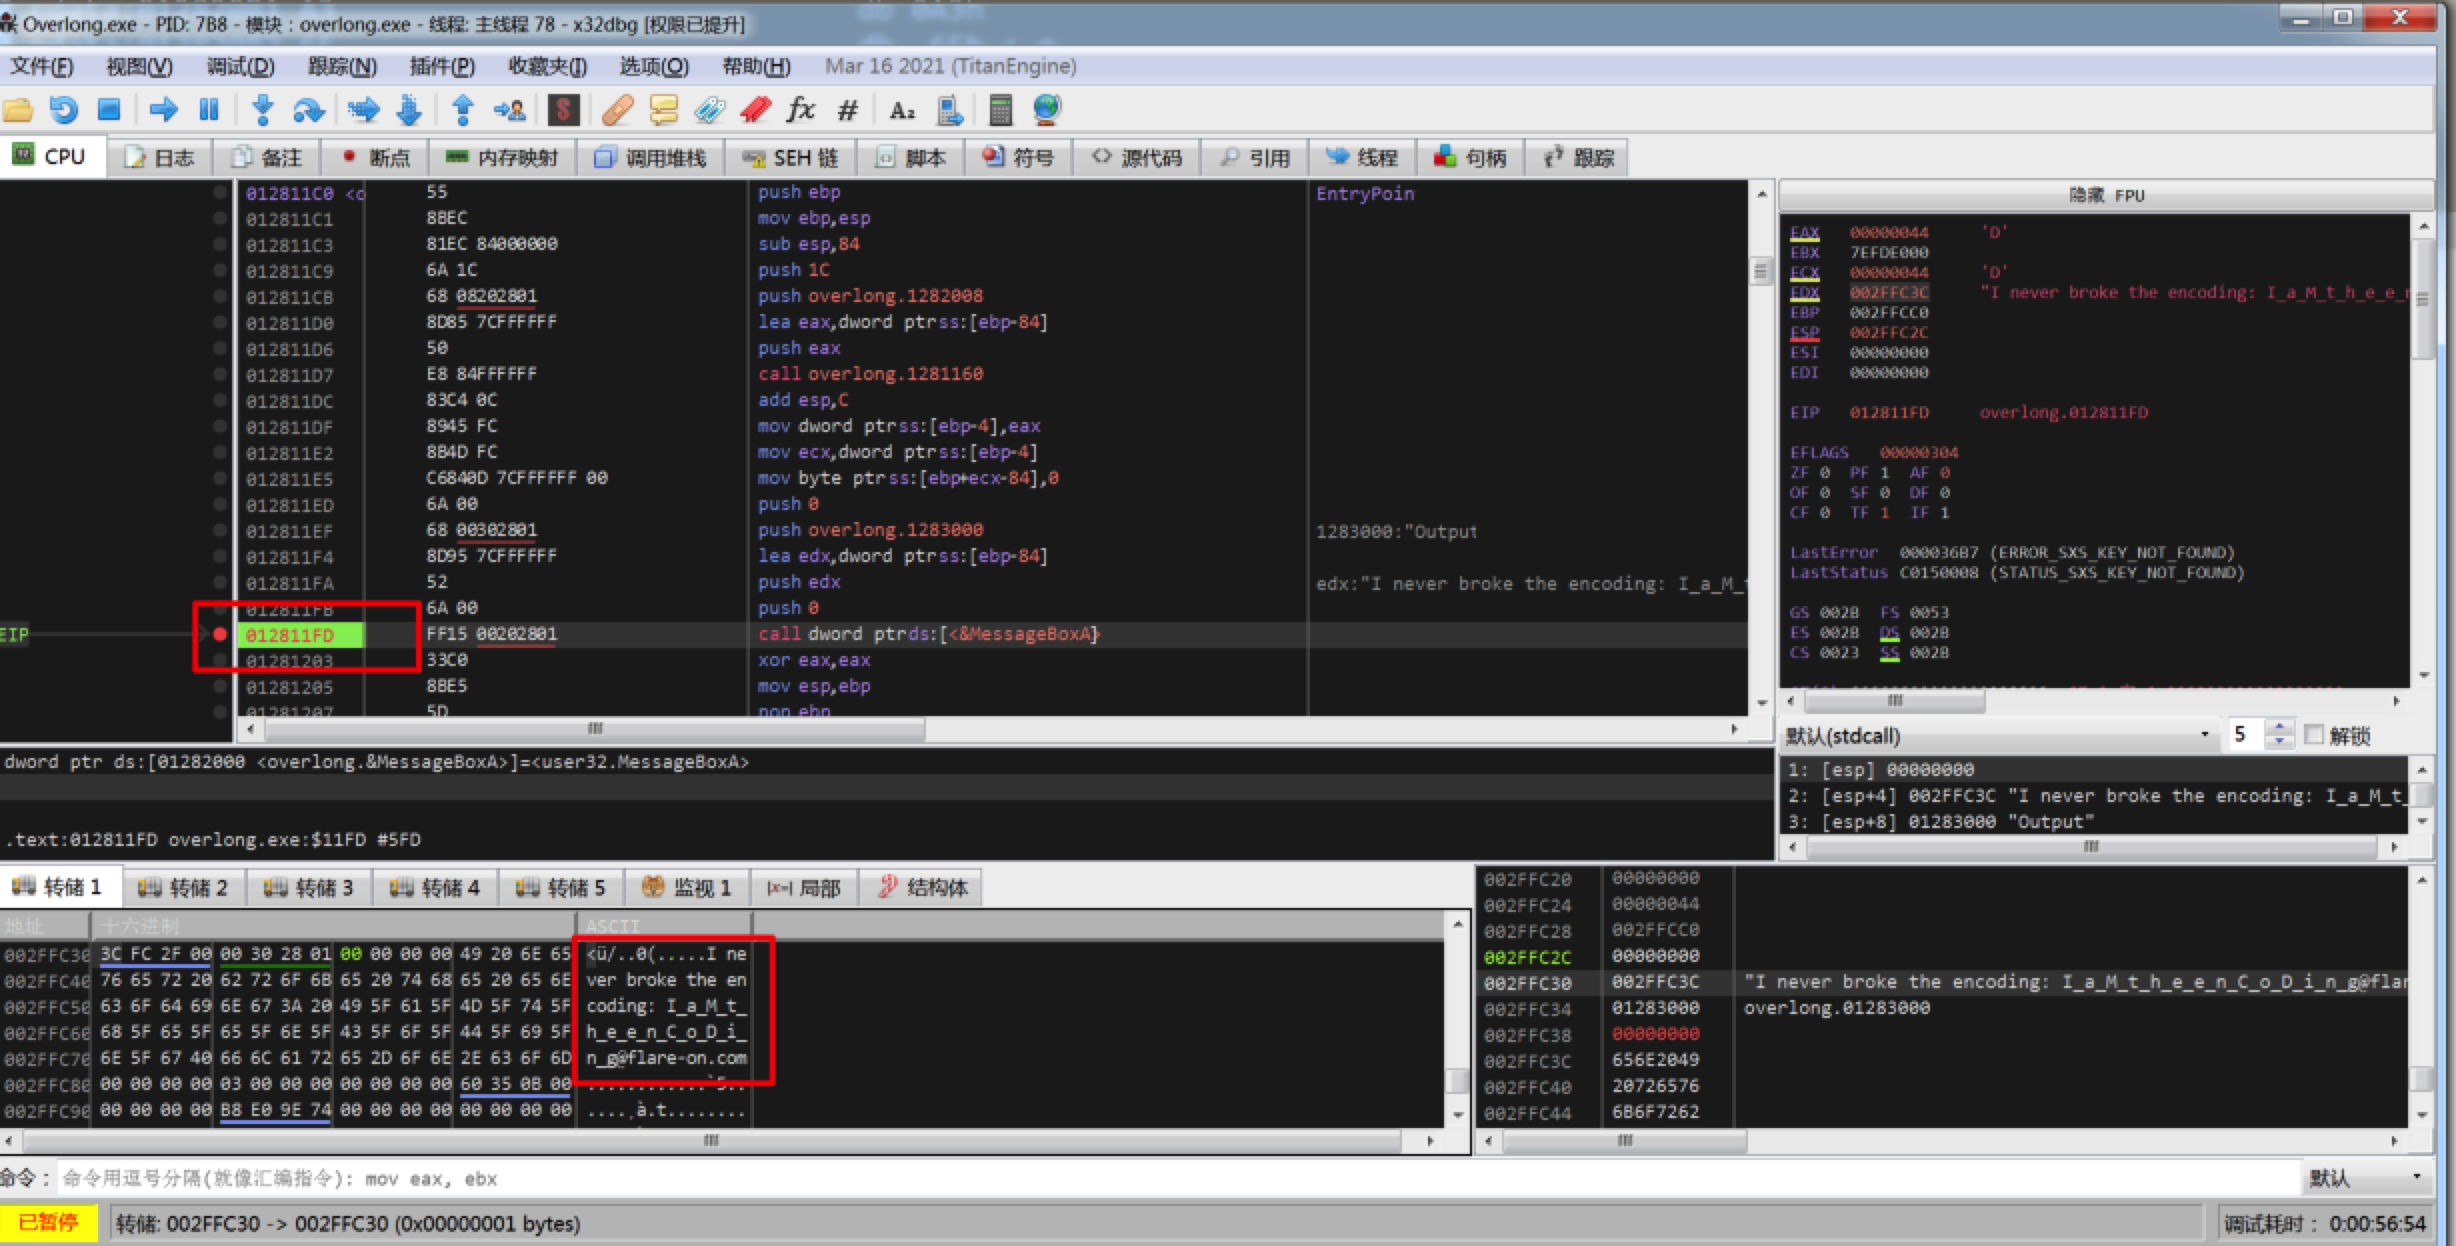 Overlong.exe - PID: 7B8 - 模块：overlong.exe - 线程: 主线程 78 - x32dbg [权限已提升]
文件(F) 视图(V) 调试(D) 跟踪(N) 插件(P) 收藏夹(I) 选项(O) 帮助(H) Mar 16 2021 (TitanEngine)
CPU 日志 备注 断点 内存映射 调用堆栈 SEH 链 脚本 符号 源代码 引用 线程 句柄 跟踪
012811C0 <o 55 push ebp EntryPoin
012811C1 8BEC mov ebp,esp
012811C3 81EC 84000000 sub esp,84
012811C9 6A 1C push 1C
012811CB 68 08202801 push overlong.1282008
012811D0 8D85 7CFFFFFF lea eax,dword ptrss:[ebp-84]
012811D6 50 push eax
012811D7 E8 84FFFFFF call overlong.1281160
012811DC 83C4 0C add esp,C
012811DF 8945 FC mov dword ptrss:[ebp-4],eax
012811E2 8B4D FC mov ecx,dword ptrss:[ebp-4]
012811E5 C6840D 7CFFFFFF 00 mov byte ptrss:[ebp+ecx-84],0
012811ED 6A 00 push 0
012811EF 68 00302801 push overlong.1283000 1283000:"Output
012811F4 8D95 7CFFFFFF lea edx,dword ptrss:[ebp-84]
012811FA 52 push edx edx:"I never broke the encoding: I_a_M_
012811FB 6A 00 push 0
EIP 012811FD FF15 00202801 call dword ptrds:[<&MessageBoxA>
01281203 33C0 xor eax,eax
01281205 8BE5 mov esp,ebp
01281207 5D pop ebp
隐藏 FPU
EAX 00000044 'D'
EBX 7EFDE000
ECX 00000044 'D'
EDX 002FFC3C "I never broke the encoding: I_a_M_t_h_e_e_
EBP 002FFCC0
ESP 002FFC2C
ESI 00000000
EDI 00000000
EIP 012811FD overlong.012811FD
EFLAGS 00000304
ZF 0 PF 1 AF 0
OF 0 SF 0 DF 0
CF 0 TF 1 IF 1
LastError 000036B7 (ERROR_SXS_KEY_NOT_FOUND)
LastStatus C0150008 (STATUS_SXS_KEY_NOT_FOUND)
GS 002B FS 0053
ES 002B DS 002B
CS 0023 SS 002B
默认(stdcall) 5 解锁
1: [esp] 00000000
2: [esp+4] 002FFC3C "I never broke the encoding: I_a_M_t_
3: [esp+8] 01283000 "Output"
dword ptr ds:[01282000 <overlong.&MessageBoxA>]=<user32.MessageBoxA>
.text:012811FD overlong.exe:$11FD #5FD
转储 1 转储 2 转储 3 转储 4 转储 5 监视 1 局部 结构体
地址 十六进制 ASCII
002FFC30 3C FC 2F 00 00 30 28 01 00 00 00 00 49 20 6E 65 <ü/..0(.....I ne
002FFC40 76 65 72 20 62 72 6F 6B 65 20 74 68 65 20 65 6E ver broke the en
002FFC50 63 6F 64 69 6E 67 3A 20 49 5F 61 5F 4D 5F 74 5F coding: I_a_M_t_
002FFC60 68 5F 65 5F 65 5F 6E 5F 43 5F 6F 5F 44 5F 69 5F h_e_e_n_C_o_D_i_
002FFC70 6E 5F 67 40 66 6C 61 72 65 2D 6F 6E 2E 63 6F 6D n_g@flare-on.com
002FFC80 00 00 00 00 03 00 00 00 00 00 00 00 60 35 0B 00 ............`5..
002FFC90 00 00 00 00 B8 E0 9E 74 00 00 00 00 00 00 00 00 ....¸à.t........
002FFC20 00000000
002FFC24 00000044
002FFC28 002FFCC0
002FFC2C 00000000
002FFC30 002FFC3C "I never broke the encoding: I_a_M_t_h_e_e_n_C_o_D_i_n_g@flar
002FFC34 01283000 overlong.01283000
002FFC38 00000000
002FFC3C 656E2049
002FFC40 20726576
002FFC44 6B6F7262
命令： 命令用逗号分隔(就像汇编指令): mov eax, ebx 默认
已暂停 转储: 002FFC30 -> 002FFC30 (0x00000001 bytes) 调试耗时： 0:00:56:54